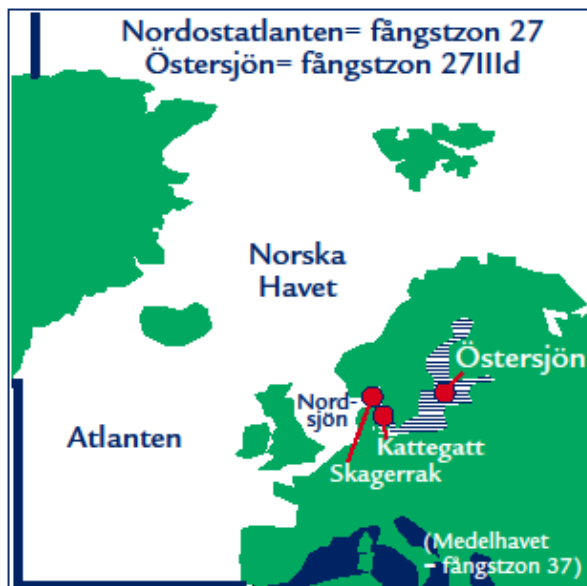 Nordostatlanten= fångstzon 27
Östersjön= fångstzon 27IIId
Norska
Havet
Östersjön
Nord-
sjön
Atlanten
Kattegatt
Skagerrak
(Medelhavet
– fångstzon 37)